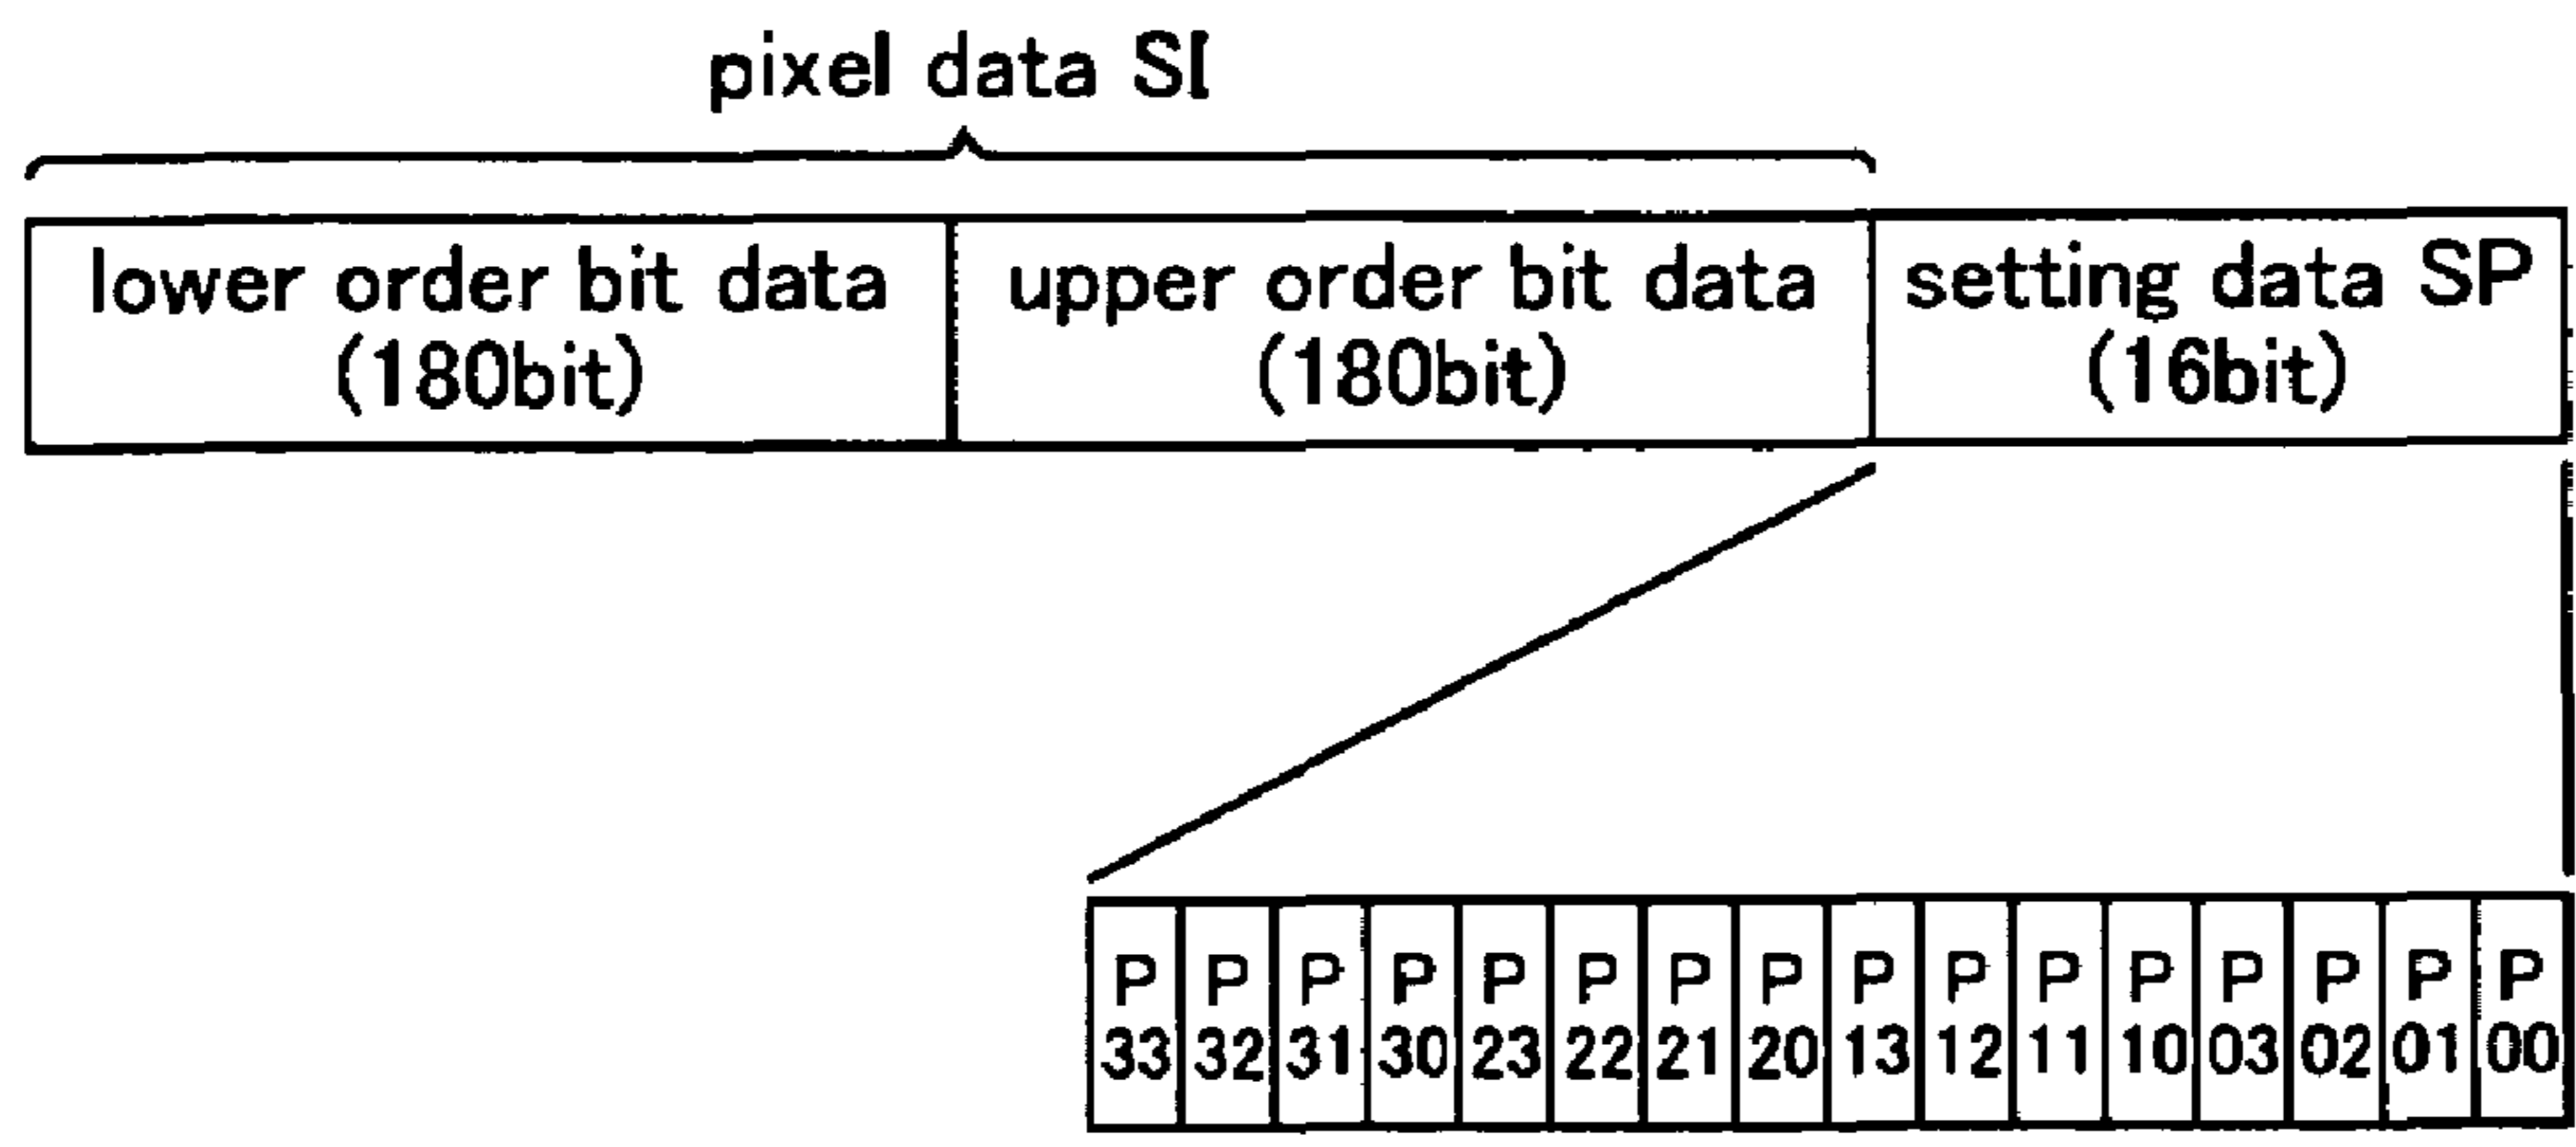 pixel data SI
lower order bit data
(180bit)
upper order bit data
(180bit)
setting data SP
(16bit)
P P P P P P P P P P P P P P P P
33 32 31 30 23 22 21 20 13 12 11 10 03 02 01 00